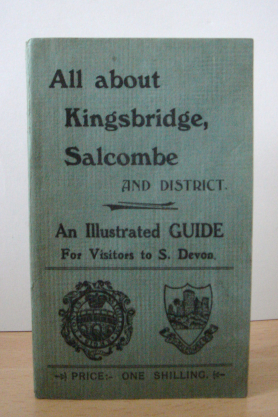 All about
Kingsbridge,
Salcombe
AND DISTRICT.
An Illustrated GUIDE
For Visitors to S. Devon.
PRICE:- ONE SHILLING.